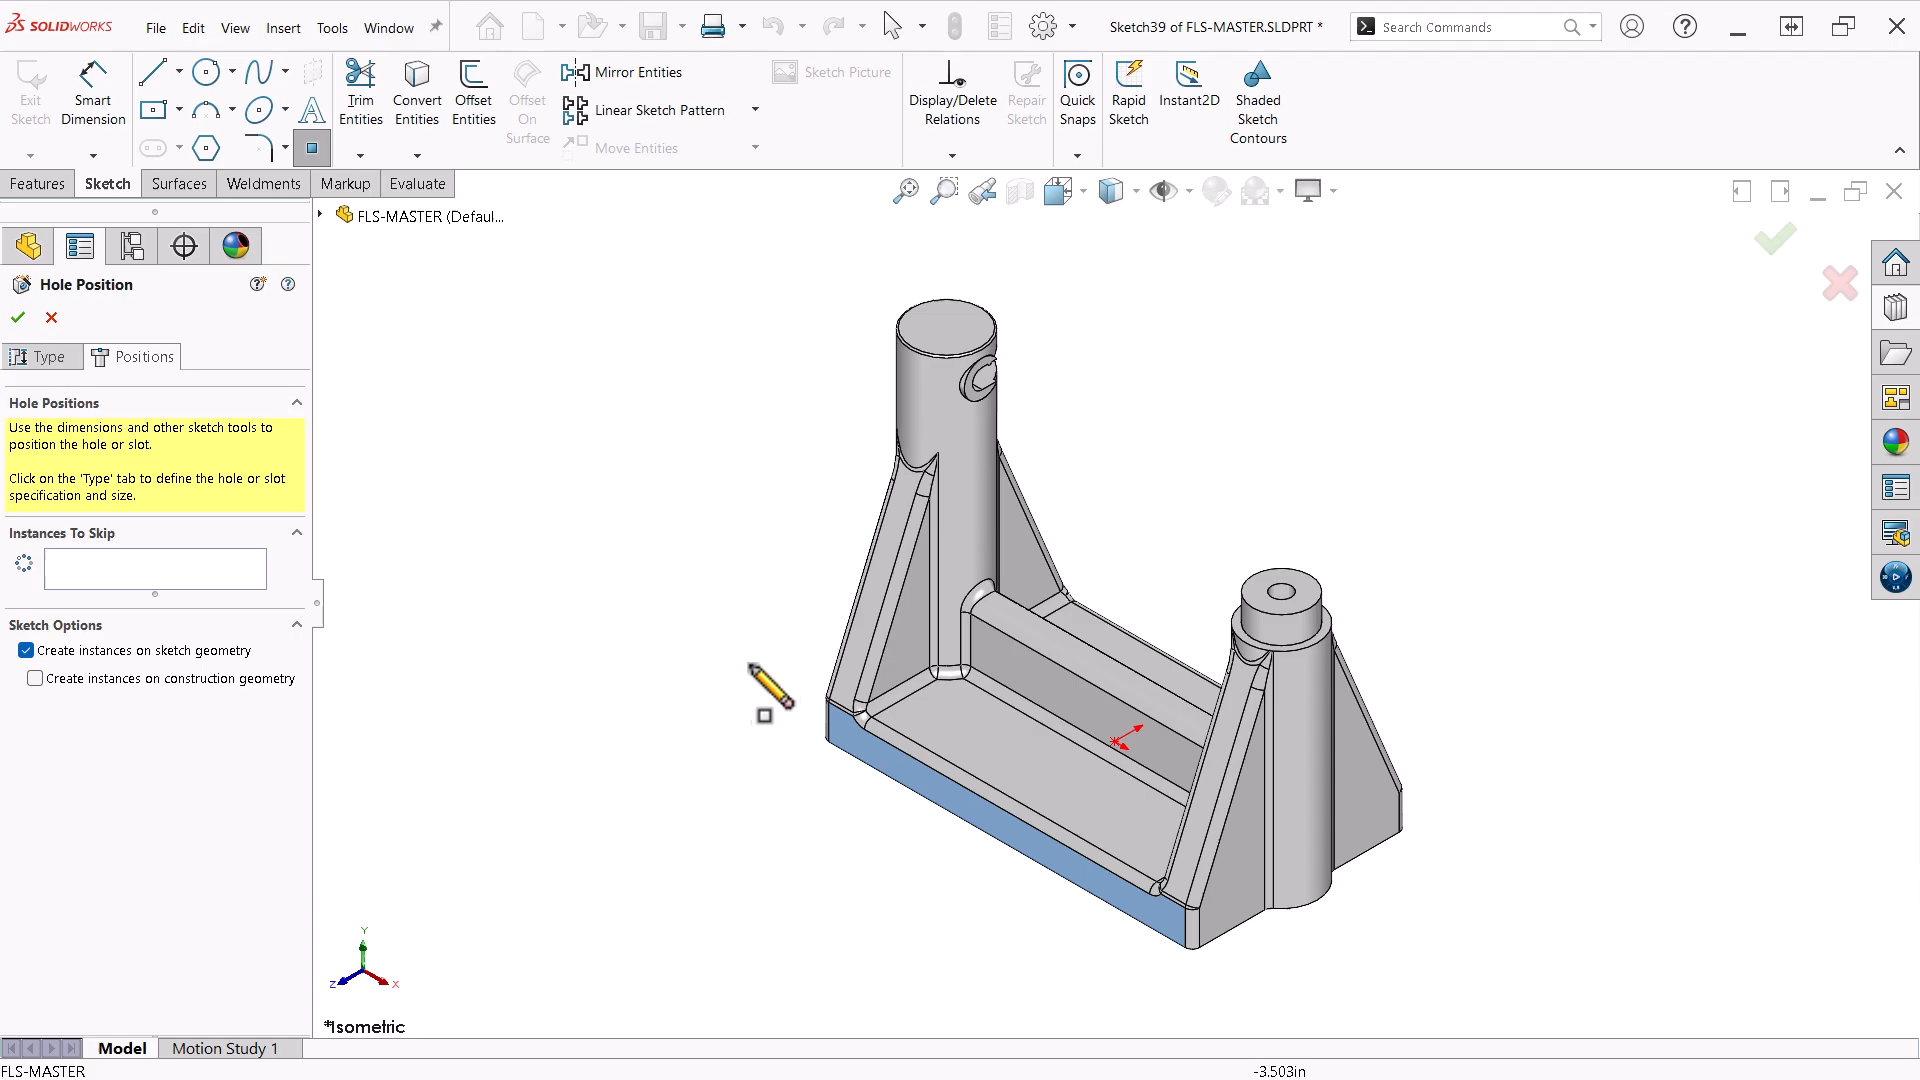 SOLIDWORKS
File Edit View Insert Tools Window
Sketch39 of FLS-MASTER.SLDPRT *
Search Commands
Exit Sketch
Smart Dimension
Trim Entities
Convert Entities
Offset Entities
Offset On Surface
Mirror Entities
Linear Sketch Pattern
Move Entities
Sketch Picture
Display/Delete Relations
Repair Sketch
Quick Snaps
Rapid Sketch
Instant2D
Shaded Sketch Contours
Features Sketch Surfaces Weldments Markup Evaluate
FLS-MASTER (Defaul...
Hole Position
Type Positions
Hole Positions
Use the dimensions and other sketch tools to
position the hole or slot.
Click on the 'Type' tab to define the hole or slot
specification and size.
Instances To Skip
Sketch Options
Create instances on sketch geometry
Create instances on construction geometry
Y
Z
X
*Isometric
Model Motion Study 1
FLS-MASTER
-3.503in